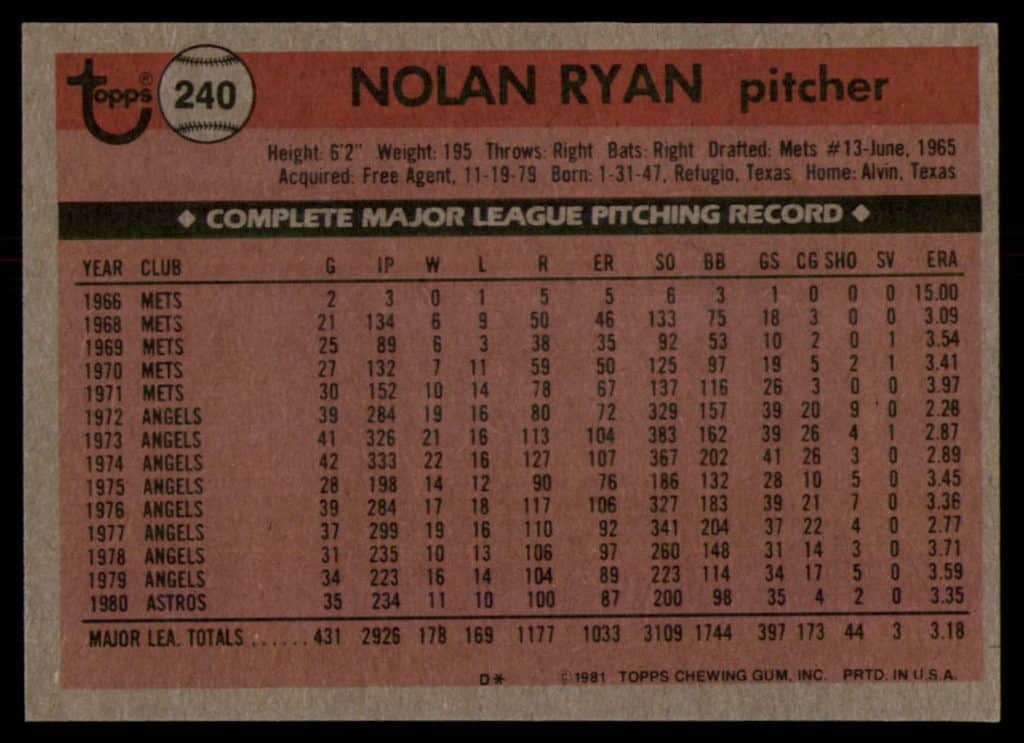 topps® 240 NOLAN RYAN pitcher
Height: 6'2" Weight: 195 Throws: Right Bats: Right Drafted: Mets #13-June, 1965
Acquired: Free Agent, 11-19-79 Born: 1-31-47, Refugio, Texas Home: Alvin, Texas
◆ COMPLETE MAJOR LEAGUE PITCHING RECORD ◆
YEAR CLUB G IP W L R ER SO BB GS CG SHO SV ERA
1966 METS 2 3 0 1 5 5 6 3 1 0 0 0 15.00
1968 METS 21 134 6 9 50 46 133 75 18 3 0 0 3.09
1969 METS 25 89 6 3 38 35 92 53 10 2 0 1 3.54
1970 METS 27 132 7 11 59 50 125 97 19 5 2 1 3.41
1971 METS 30 152 10 14 78 67 137 116 26 3 0 0 3.97
1972 ANGELS 39 284 19 16 80 72 329 157 39 20 9 0 2.28
1973 ANGELS 41 326 21 16 113 104 383 162 39 26 4 1 2.87
1974 ANGELS 42 333 22 16 127 107 367 202 41 26 3 0 2.89
1975 ANGELS 28 198 14 12 90 76 186 132 28 10 5 0 3.45
1976 ANGELS 39 284 17 18 117 106 327 183 39 21 7 0 3.36
1977 ANGELS 37 299 19 16 110 92 341 204 37 22 4 0 2.77
1978 ANGELS 31 235 10 13 106 97 260 148 31 14 3 0 3.71
1979 ANGELS 34 223 16 14 104 89 223 114 34 17 5 0 3.59
1980 ASTROS 35 234 11 10 100 87 200 98 35 4 2 0 3.35
MAJOR LEA. TOTALS ...... 431 2926 178 169 1177 1033 3109 1744 397 173 44 3 3.18
D* ©1981 TOPPS CHEWING GUM, INC. PRTD. IN U.S.A.